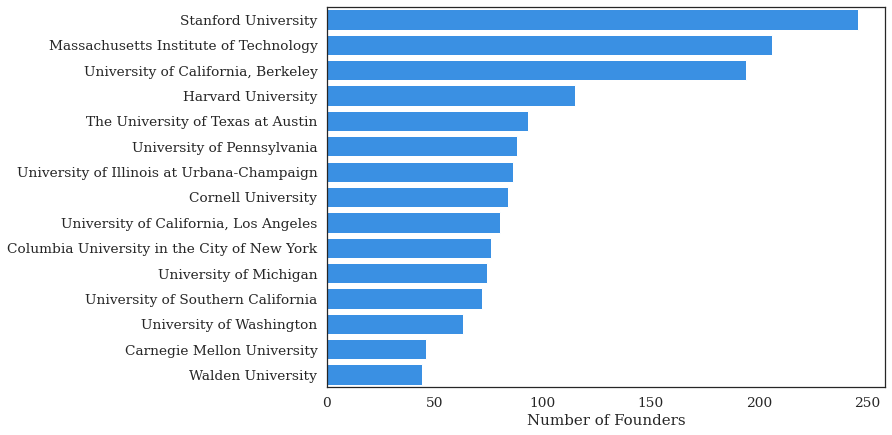 Stanford University
Massachusetts Institute of Technology
University of California, Berkeley
Harvard University
The University of Texas at Austin
University of Pennsylvania
University of Illinois at Urbana-Champaign
Cornell University
University of California, Los Angeles
Columbia University in the City of New York
University of Michigan
University of Southern California
University of Washington
Carnegie Mellon University
Walden University
0 50 100 150 200 250
Number of Founders